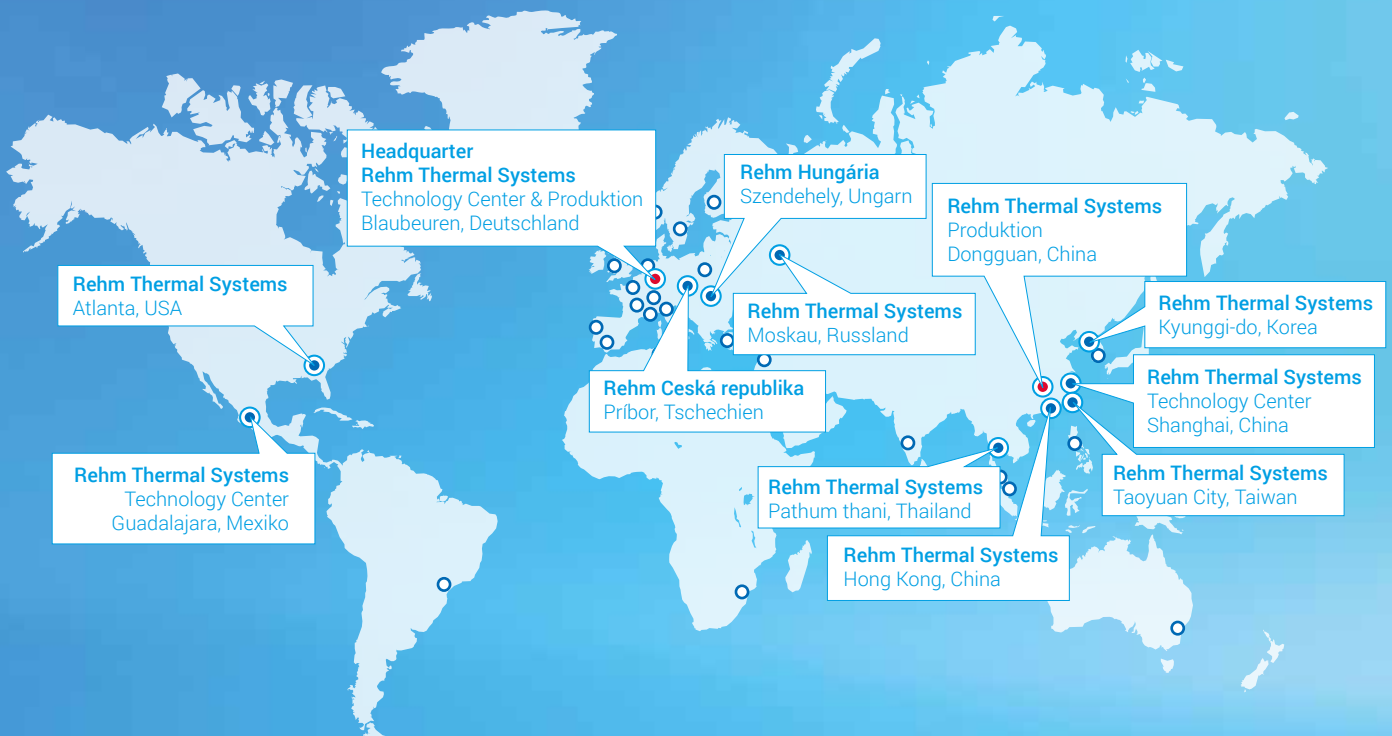 Headquarter
Rehm Thermal Systems
Technology Center & Produktion
Blaubeuren, Deutschland
Rehm Hungária
Szendehely, Ungarn
Rehm Thermal Systems
Produktion
Dongguan, China
Rehm Thermal Systems
Atlanta, USA
Rehm Thermal Systems
Moskau, Russland
Rehm Thermal Systems
Kyunggi-do, Korea
Rehm Ceská republika
Príbor, Tschechien
Rehm Thermal Systems
Technology Center
Shanghai, China
Rehm Thermal Systems
Technology Center
Guadalajara, Mexiko
Rehm Thermal Systems
Pathum thani, Thailand
Rehm Thermal Systems
Taoyuan City, Taiwan
Rehm Thermal Systems
Hong Kong, China